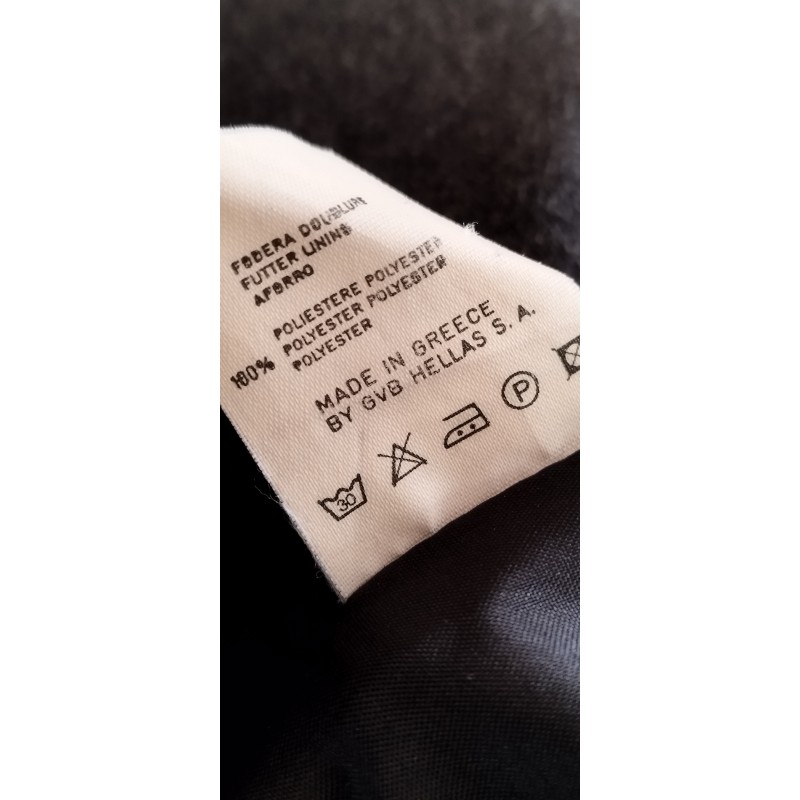 FODERA DOUBLURE
FUTTER LINING
AFORRO
POLIESTERE POLYESTER
100% POLYESTER POLYESTER
POLYESTER
MADE IN GREECE
BY GVB HELLAS S. A.
30 P